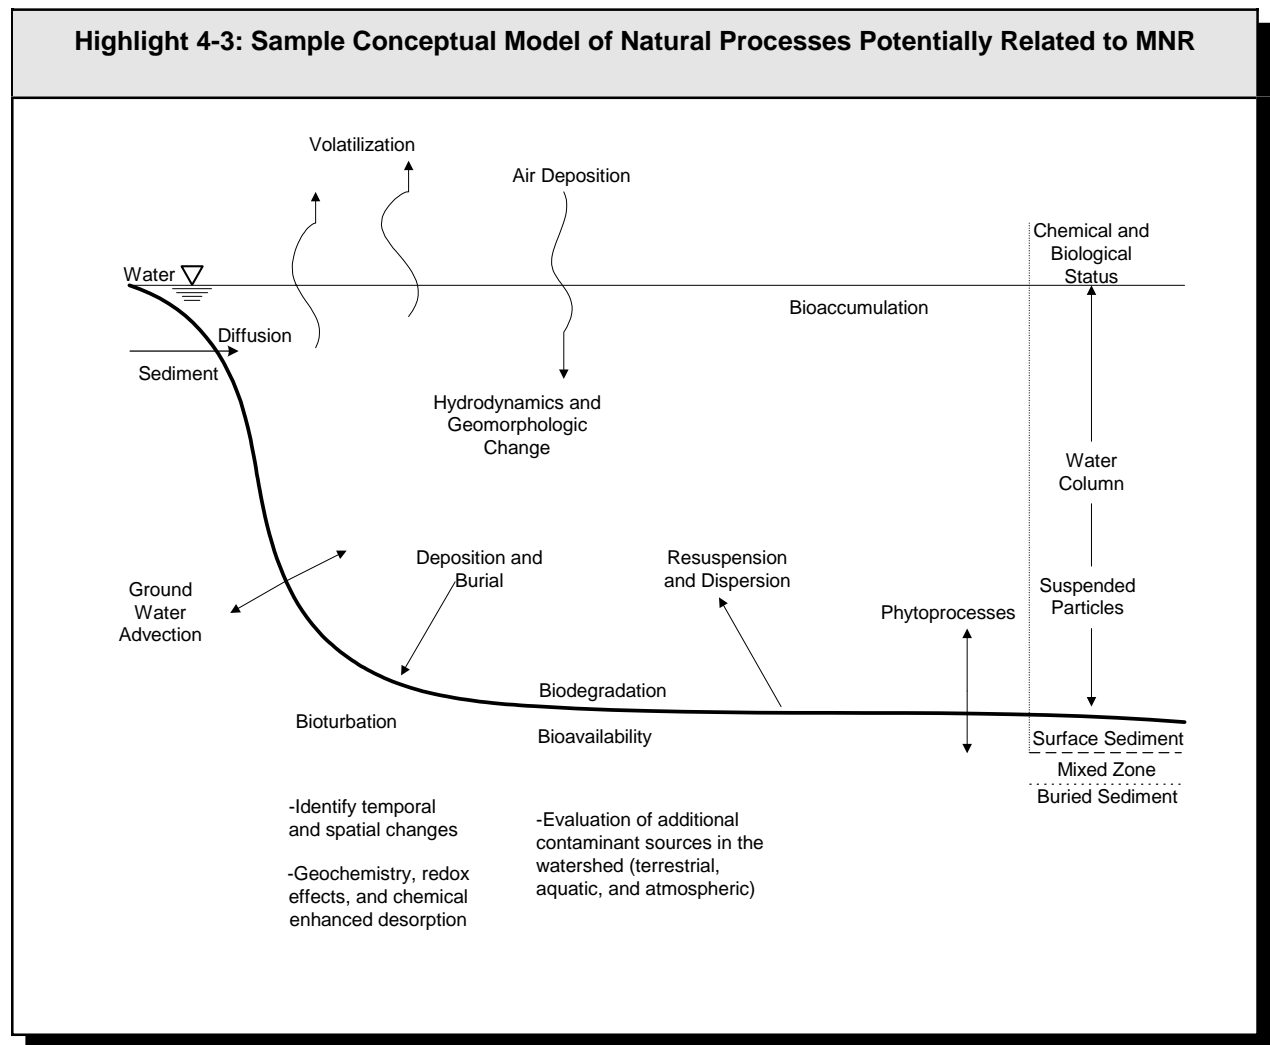 Highlight 4-3: Sample Conceptual Model of Natural Processes Potentially Related to MNR
Volatilization
Air Deposition
Chemical and
Biological
Status
Water
Bioaccumulation
Diffusion
Sediment
Hydrodynamics and
Geomorphologic
Change
Water
Column
Deposition and
Burial
Resuspension
and Dispersion
Ground
Water
Advection
Suspended
Particles
Phytoprocesses
Biodegradation
Bioturbation
Bioavailability
Surface Sediment
Mixed Zone
Buried Sediment
-Identify temporal
and spatial changes
-Geochemistry, redox
effects, and chemical
enhanced desorption
-Evaluation of additional
contaminant sources in the
watershed (terrestrial,
aquatic, and atmospheric)